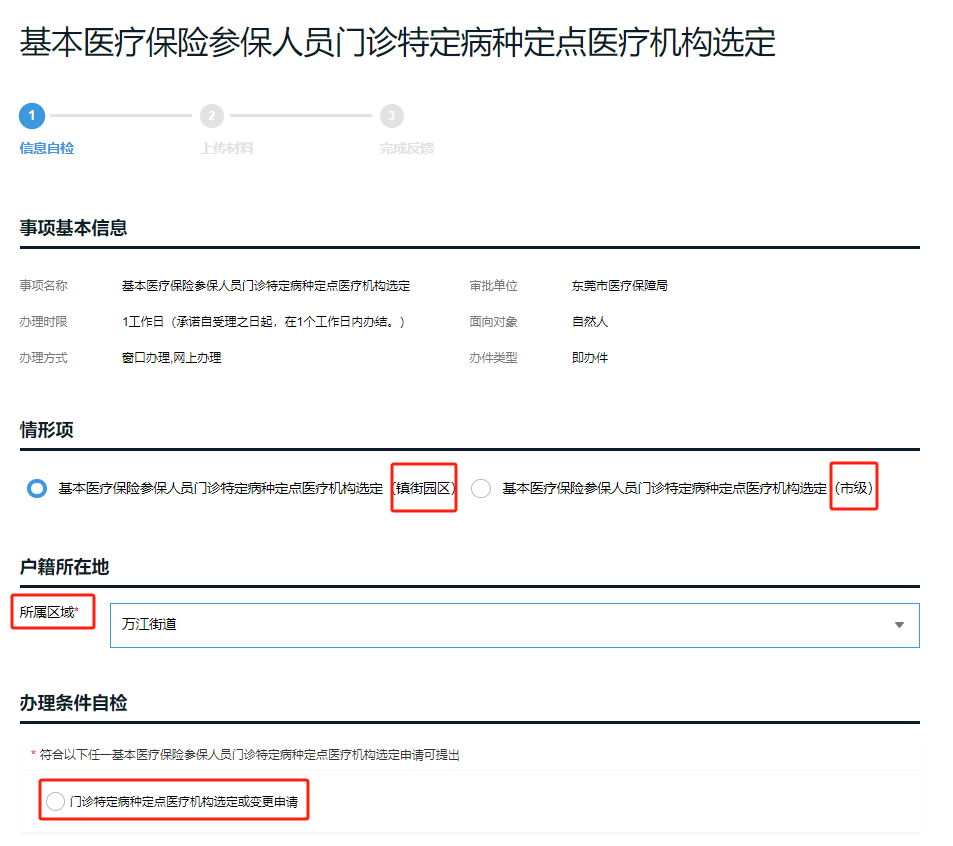 基本医疗保险参保人员门诊特定病种定点医疗机构选定
1 2 3
信息自检 上传材料 完成反馈
事项基本信息
事项名称 基本医疗保险参保人员门诊特定病种定点医疗机构选定 审批单位 东莞市医疗保障局
办理时限 1工作日（承诺自受理之日起，在1个工作日内办结。） 面向对象 自然人
办理方式 窗口办理,网上办理 办件类型 即办件
情形项
基本医疗保险参保人员门诊特定病种定点医疗机构选定 (镇街园区) 基本医疗保险参保人员门诊特定病种定点医疗机构选定 (市级)
户籍所在地
所属区域* 万江街道
办理条件自检
* 符合以下任一基本医疗保险参保人员门诊特定病种定点医疗机构选定申请可提出
门诊特定病种定点医疗机构选定或变更申请